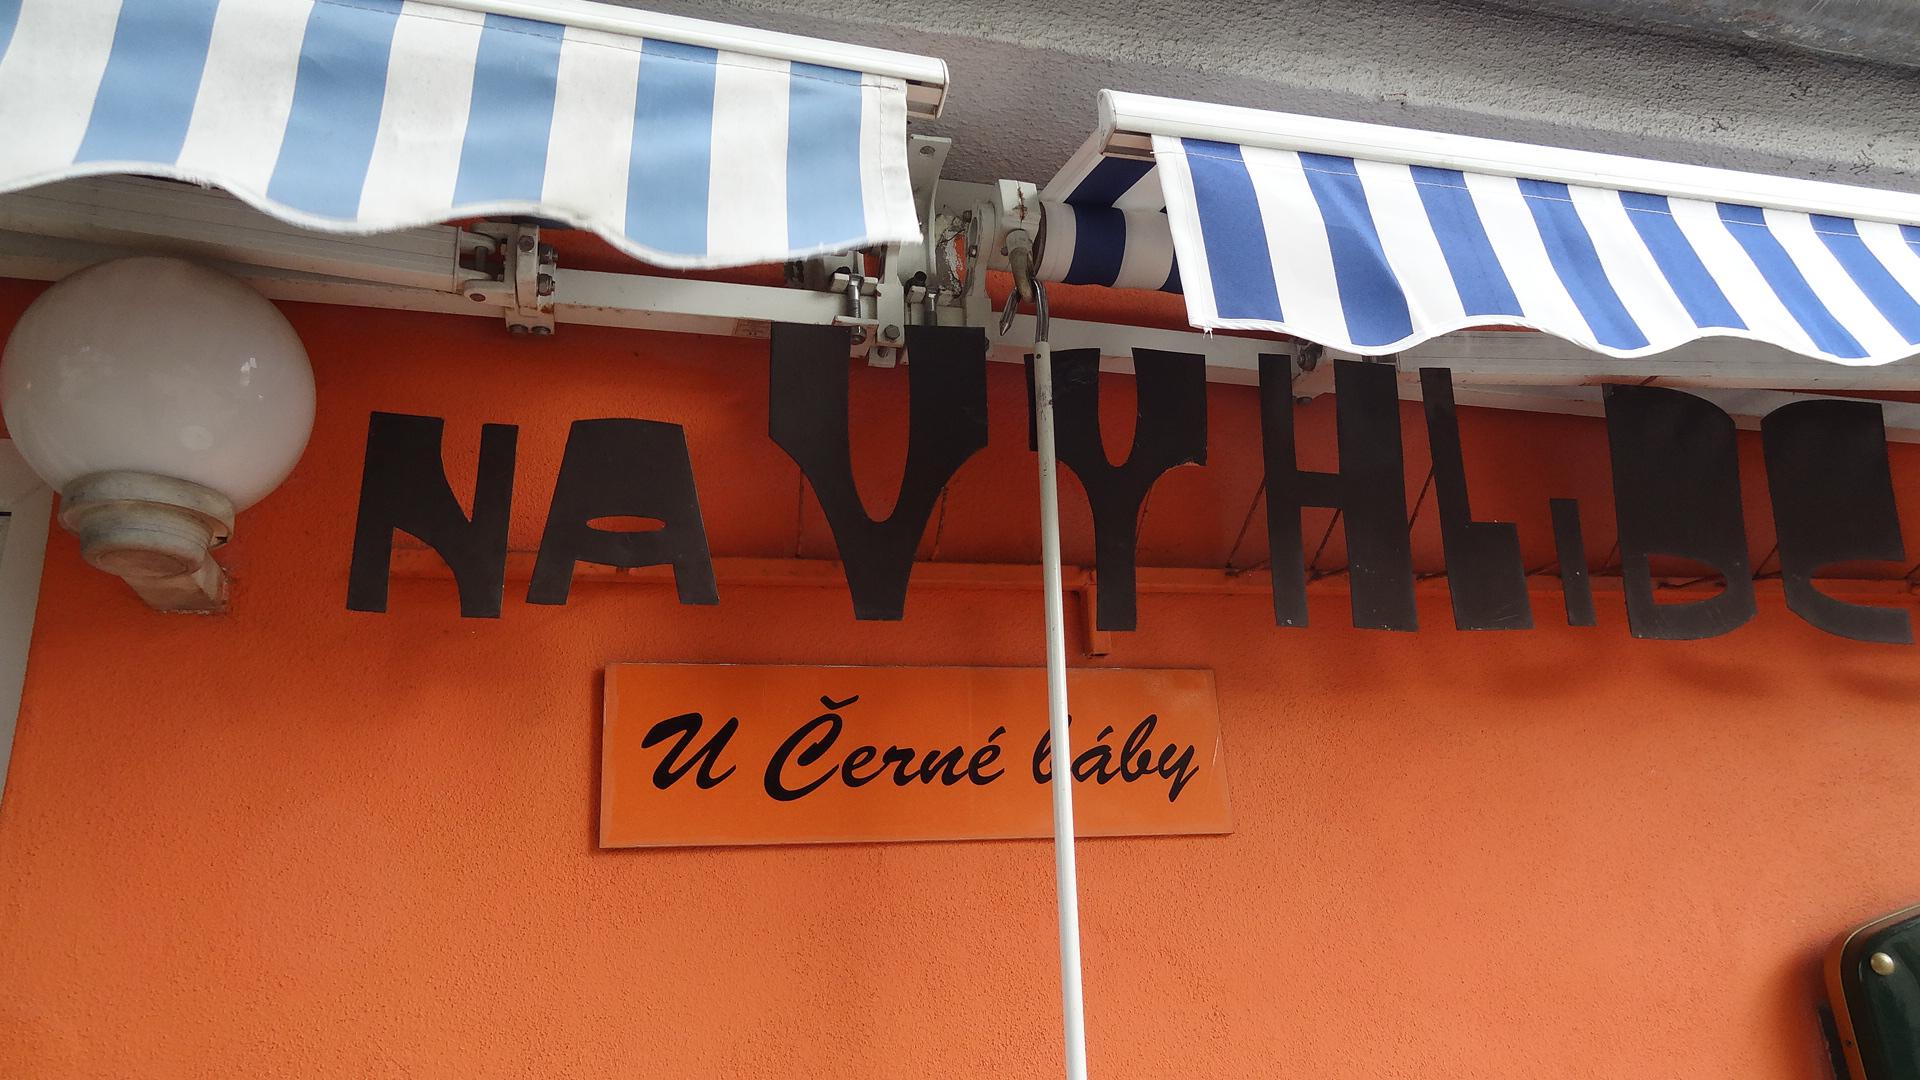 NA VYHLIDC
U Černé báby